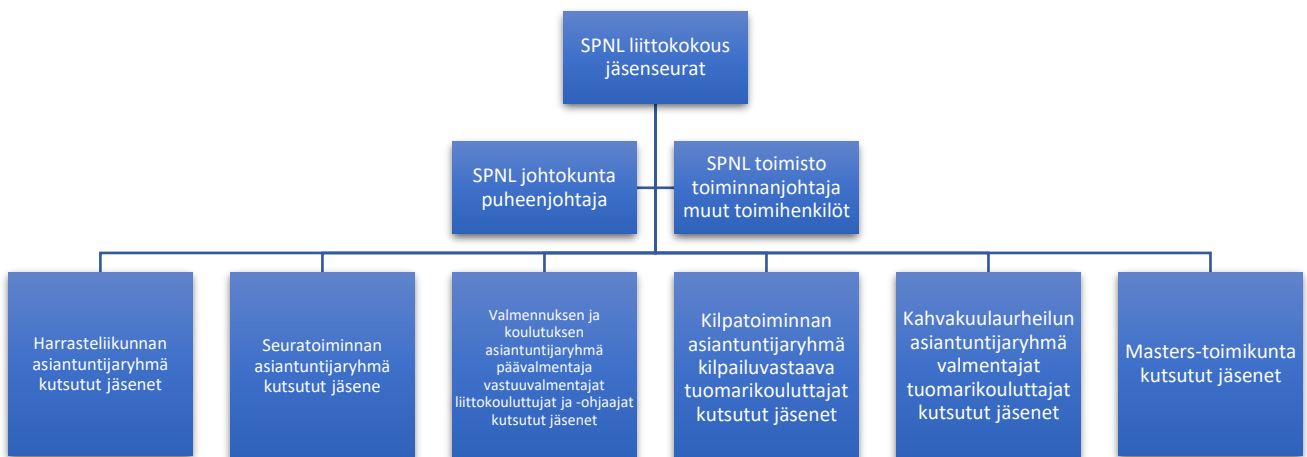 SPNL liittokokous
jäsenseurat
SPNL johtokunta
puheenjohtaja
SPNL toimisto
toiminnanjohtaja
muut toimihenkilöt
Harrasteliikunnan
asiantuntijaryhmä
kutsutut jäsenet
Seuratoiminnan
asiantuntijaryhmä
kutsutut jäsene
Valmennuksen ja
koulutuksen
asiantuntijaryhmä
päävalmentaja
vastuuvalmentajat
liittokouluttujat ja -ohjaajat
kutsutut jäsenet
Kilpatoiminnan
asiantuntijaryhmä
kilpailuvastaava
tuomarikouluttajat
kutsutut jäsenet
Kahvakuulaurheilun
asiantuntijaryhmä
valmentajat
tuomarikouluttajat
kutsutut jäsenet
Masters-toimikunta
kutsutut jäsenet